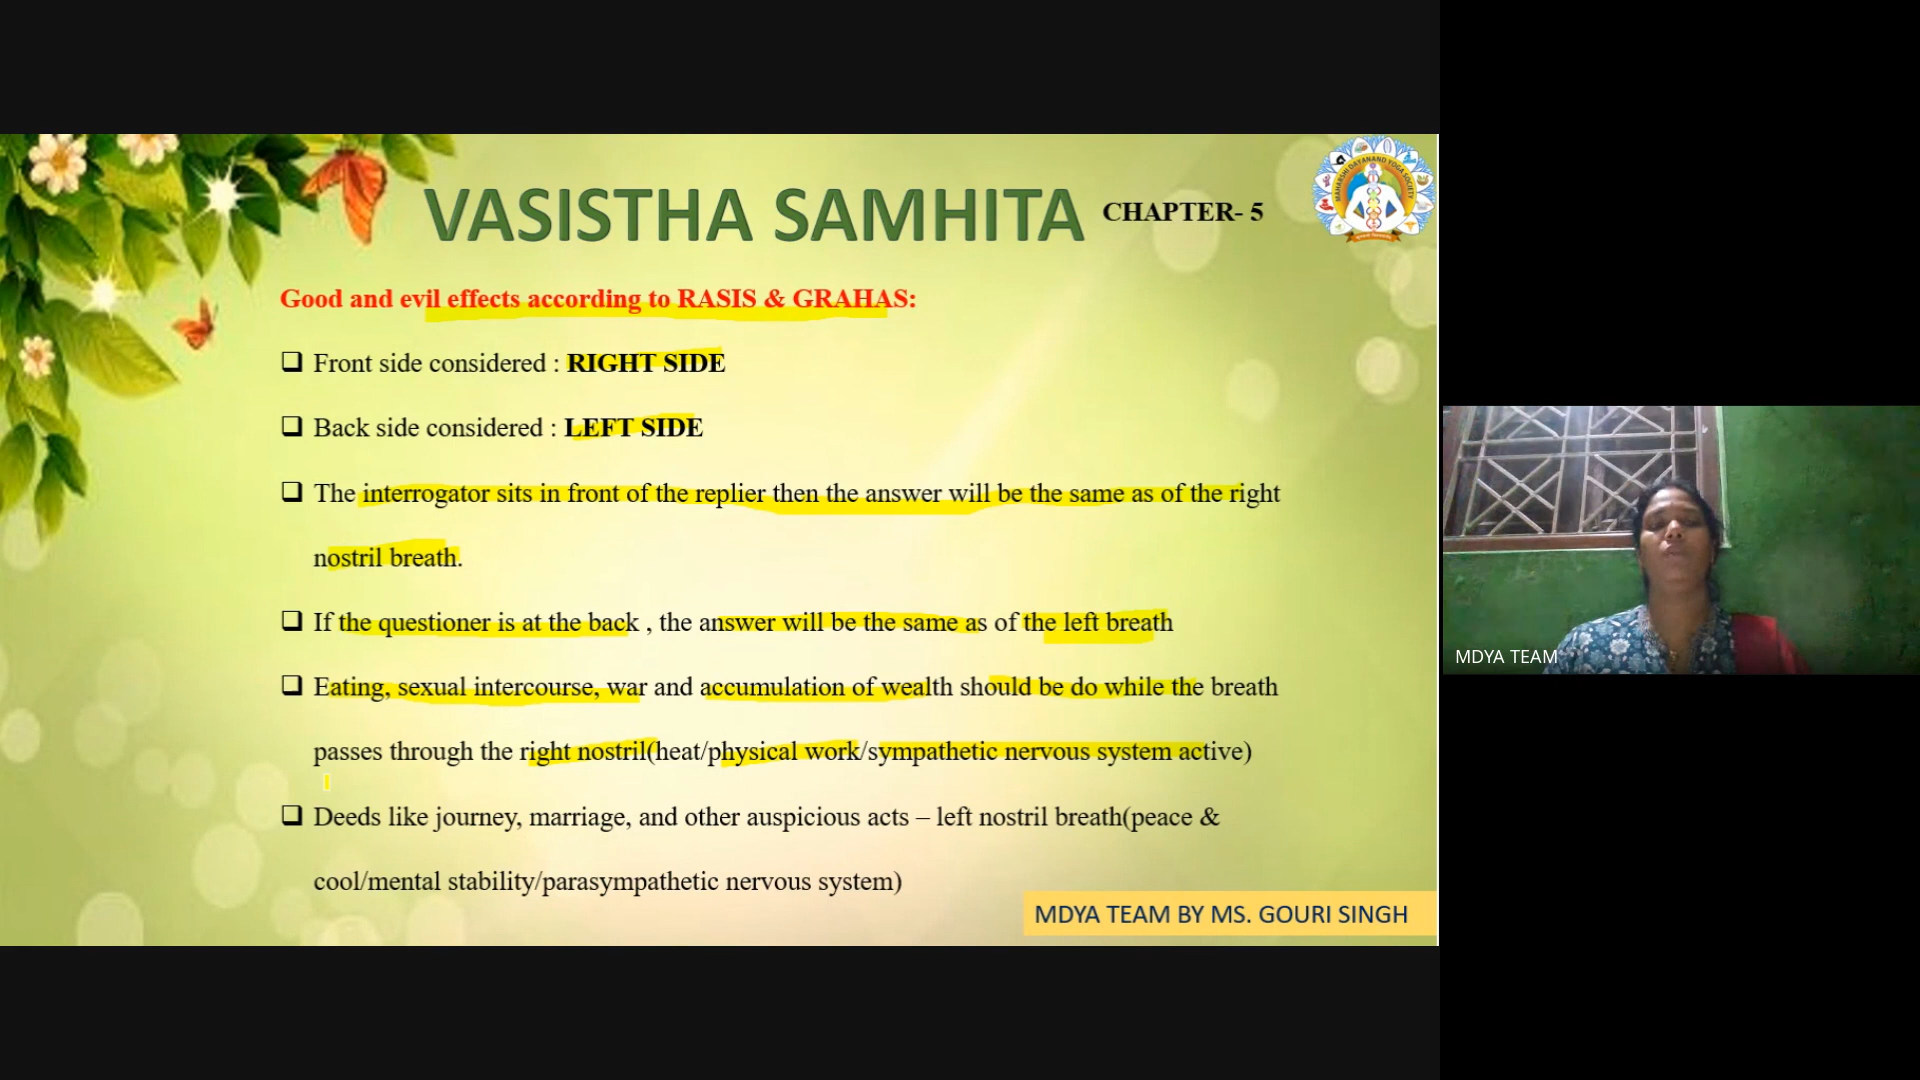 VASISTHA SAMHITA CHAPTER- 5
MAHARSHI DAYANAND YOGA SOCIETY
Good and evil effects according to RASIS & GRAHAS:
❑ Front side considered : RIGHT SIDE
❑ Back side considered : LEFT SIDE
❑ The interrogator sits in front of the replier then the answer will be the same as of the right
nostril breath.
❑ If the questioner is at the back , the answer will be the same as of the left breath
❑ Eating, sexual intercourse, war and accumulation of wealth should be do while the breath
passes through the right nostril(heat/physical work/sympathetic nervous system active)
❑ Deeds like journey, marriage, and other auspicious acts – left nostril breath(peace &
cool/mental stability/parasympathetic nervous system)
MDYA TEAM BY MS. GOURI SINGH
MDYA TEAM